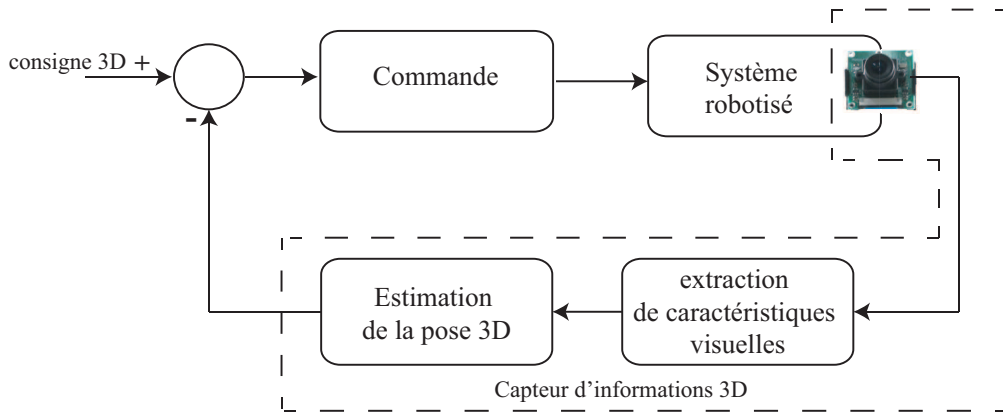 consigne 3D +
-
Commande
Système
robotisé
Estimation
de la pose 3D
extraction
de caractéristiques
visuelles
Capteur d’informations 3D